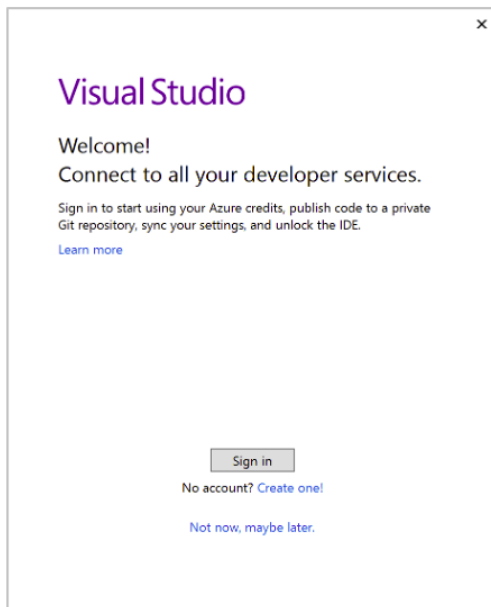 Visual Studio
Welcome!
Connect to all your developer services.
Sign in to start using your Azure credits, publish code to a private
Git repository, sync your settings, and unlock the IDE.
Learn more
Sign in
No account? Create one!
Not now, maybe later.